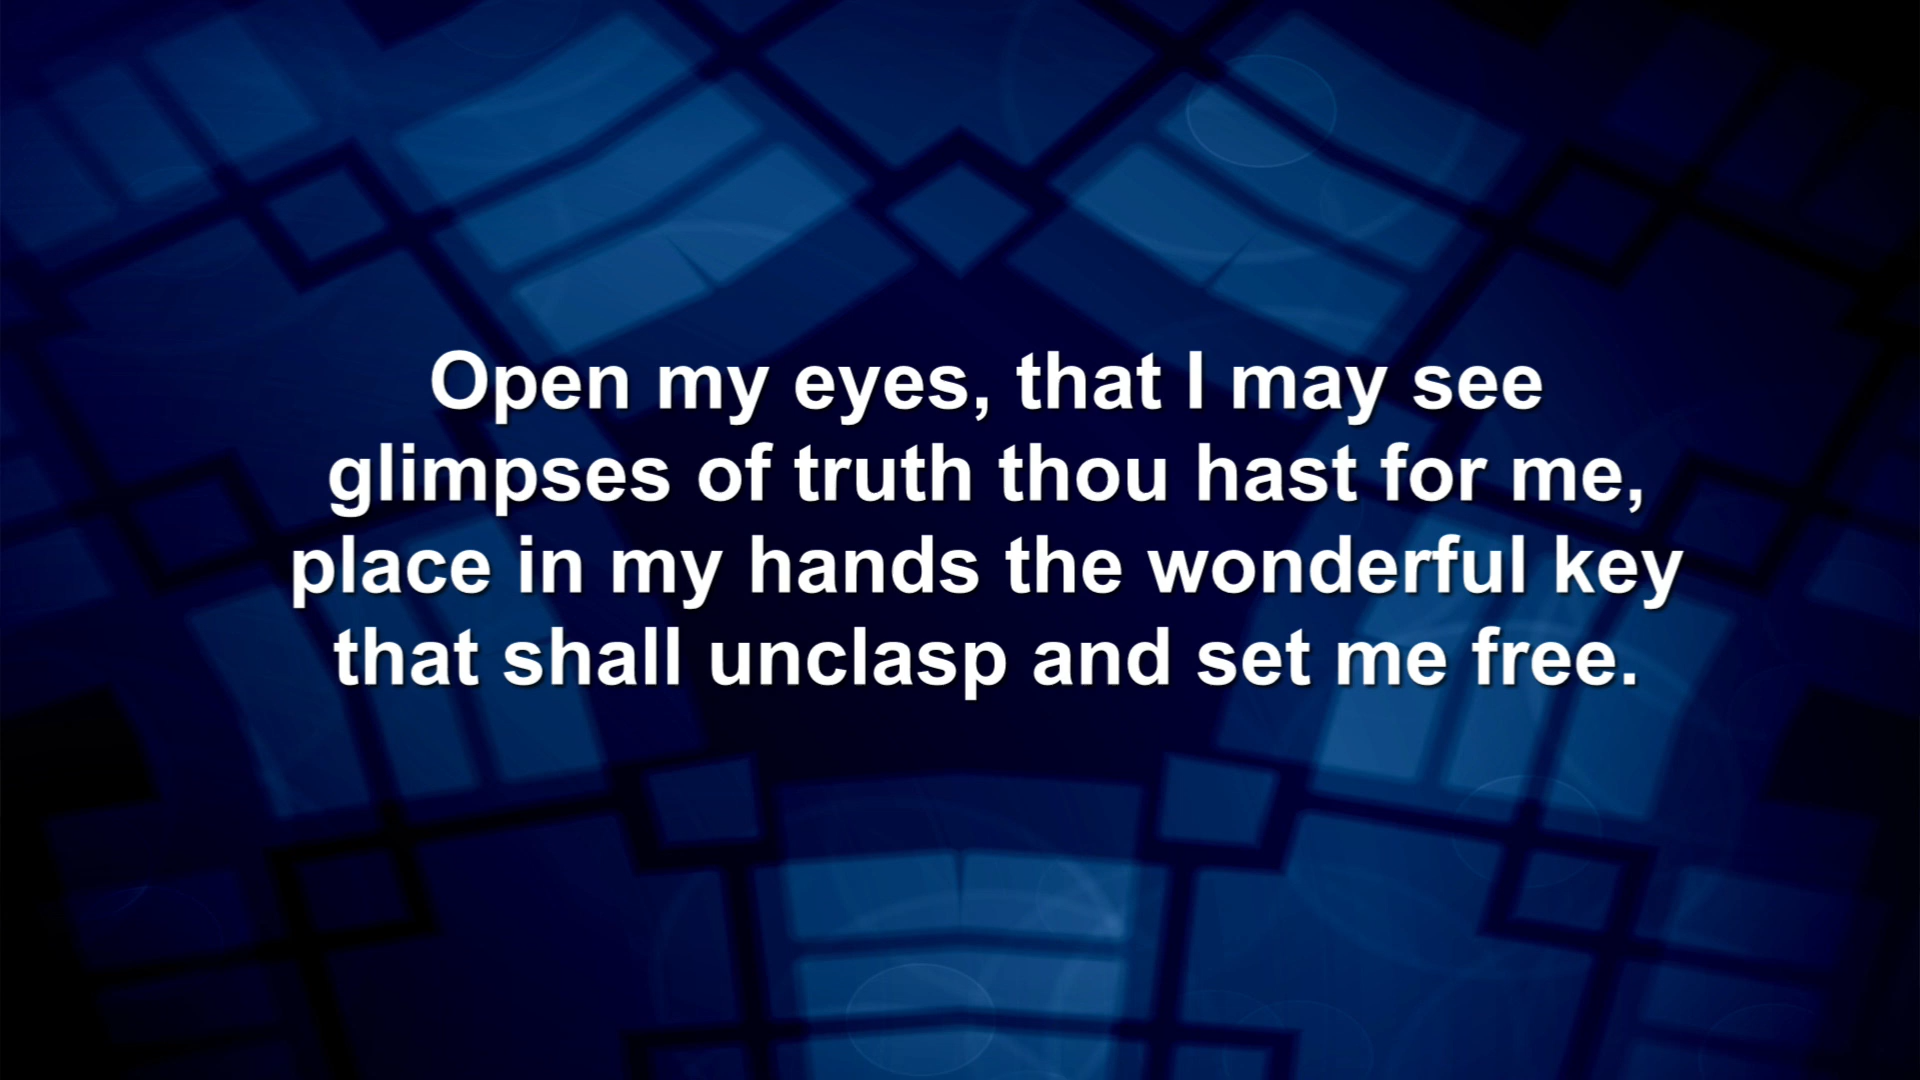 Open my eyes, that I may see
glimpses of truth thou hast for me,
place in my hands the wonderful key
that shall unclasp and set me free.